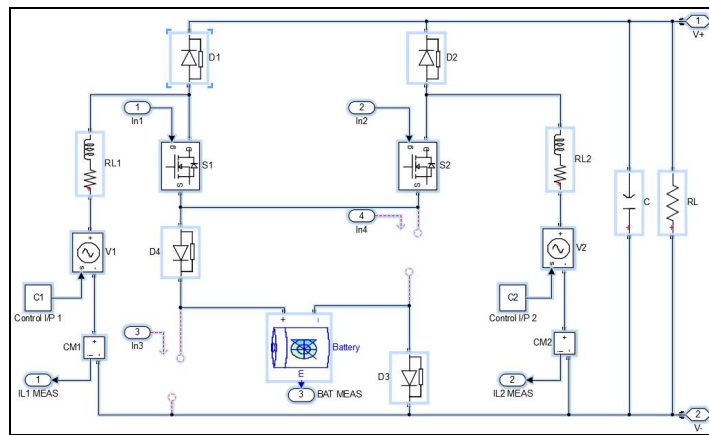 1
V+
D1
D2
1
In1
2
In2
g
D
S
S1
g
D
S
S2
RL1
RL2
C
RL
4
In4
D4
+
V1
-
s
+
V2
-
s
C1
Control I/P 1
C2
Control I/P 2
3
In3
+
-
Battery
m
CM1
+
-
i
CM2
+
-
i
D3
1
IL1 MEAS
3
BAT MEAS
2
IL2 MEAS
2
V-